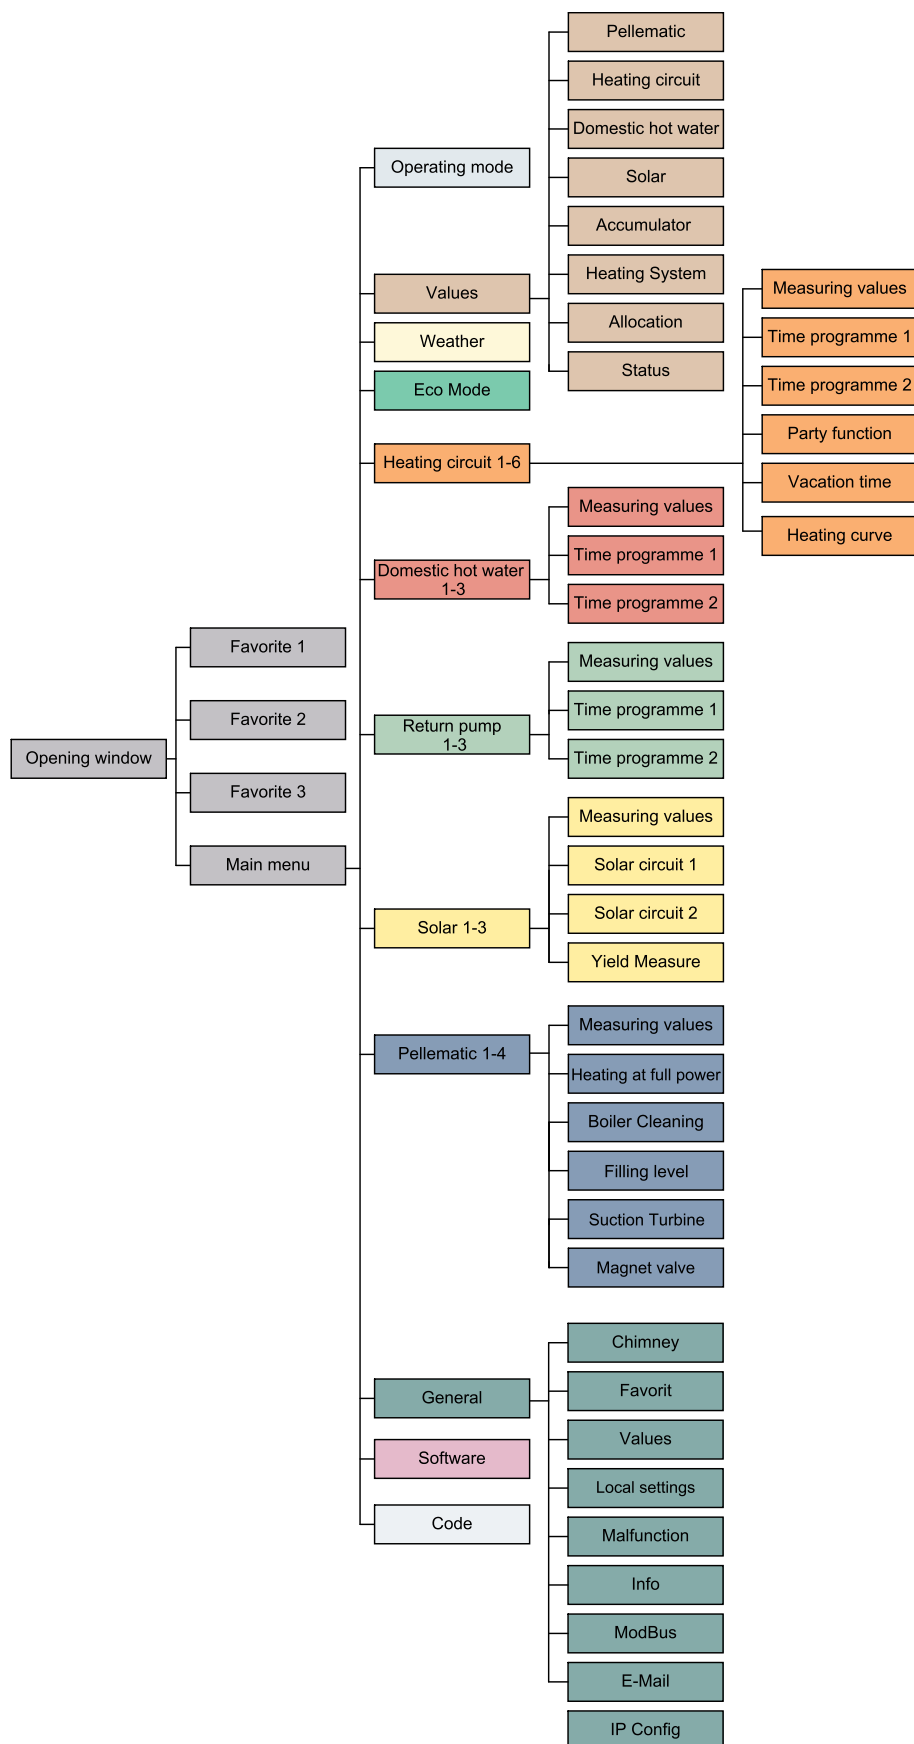 Opening window
Favorite 1
Favorite 2
Favorite 3
Main menu
Operating mode
Values
Pellematic
Heating circuit
Domestic hot water
Solar
Accumulator
Heating System
Allocation
Status
Weather
Eco Mode
Heating circuit 1-6
Measuring values
Time programme 1
Time programme 2
Party function
Vacation time
Heating curve
Domestic hot water
1-3
Measuring values
Time programme 1
Time programme 2
Return pump
1-3
Measuring values
Time programme 1
Time programme 2
Solar 1-3
Measuring values
Solar circuit 1
Solar circuit 2
Yield Measure
Pellematic 1-4
Measuring values
Heating at full power
Boiler Cleaning
Filling level
Suction Turbine
Magnet valve
General
Chimney
Favorit
Values
Local settings
Malfunction
Info
ModBus
E-Mail
IP Config
Software
Code